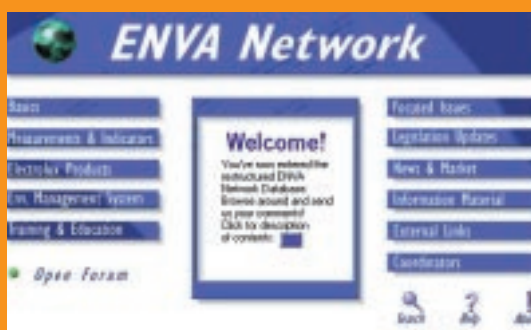 ENVA Network
Basics
Measurements & Indicators
Electrolux Products
Env. Management System
Training & Education
Open Forum
Welcome!
You've now entered the
restructured ENVA
Network Database.
Browse around and send
us your comments!
Click for description
of contents:
Focused Issues
Legislation Updates
News & Market
Information Material
External Links
Coordinators
Search
Help